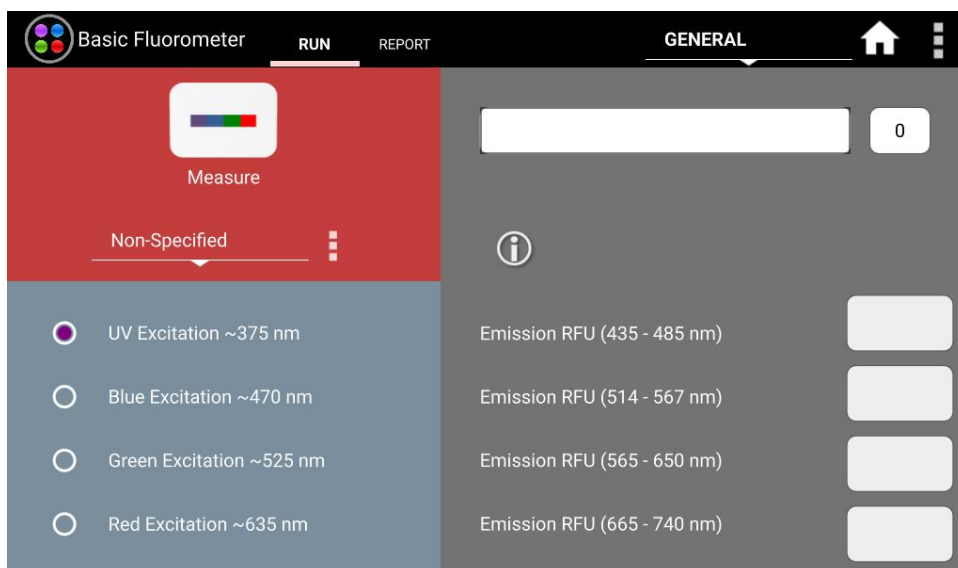 Basic Fluorometer RUN REPORT GENERAL
0
Measure
Non-Specified
UV Excitation ~375 nm Emission RFU (435 - 485 nm)
Blue Excitation ~470 nm Emission RFU (514 - 567 nm)
Green Excitation ~525 nm Emission RFU (565 - 650 nm)
Red Excitation ~635 nm Emission RFU (665 - 740 nm)